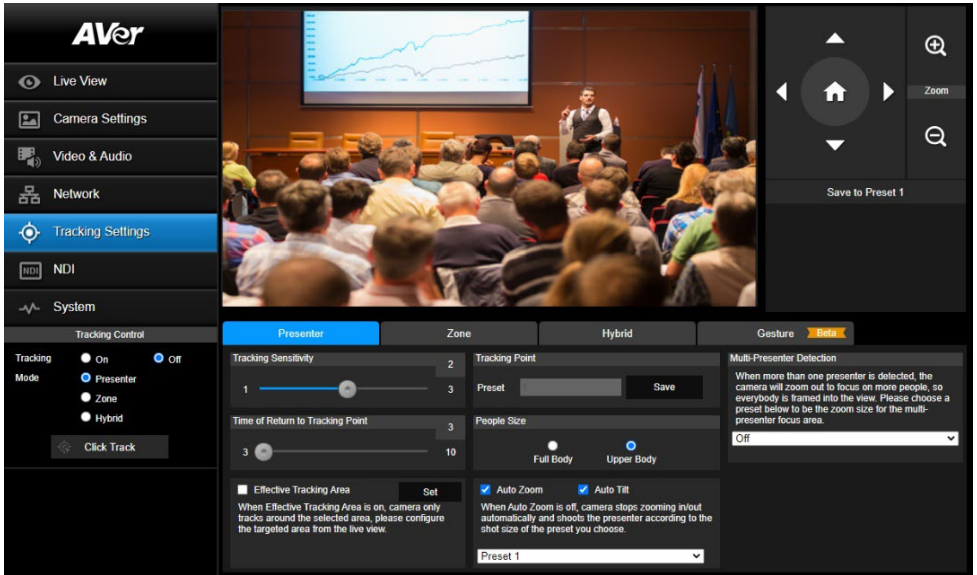 AVer
Live View
Camera Settings
Video & Audio
Network
Tracking Settings
NDI
NDI
System
Tracking Control
Tracking
On
Off
Mode
Presenter
Zone
Hybrid
Click Track
Zoom
Save to Preset 1
Presenter
Zone
Hybrid
Gesture
Beta
Tracking Sensitivity
2
1
3
Time of Return to Tracking Point
3
3
10
Effective Tracking Area
Set
When Effective Tracking Area is on, camera only
tracks around the selected area, please configure
the targeted area from the live view.
Tracking Point
Preset
1
Save
People Size
Full Body
Upper Body
Auto Zoom
Auto Tilt
When Auto Zoom is off, camera stops zooming in/out
automatically and shoots the presenter according to the
shot size of the preset you choose.
Preset 1
Multi-Presenter Detection
When more than one presenter is detected, the
camera will zoom out to focus on more people, so
everybody is framed into the view. Please choose a
preset below to be the zoom size for the multi-
presenter focus area.
Off